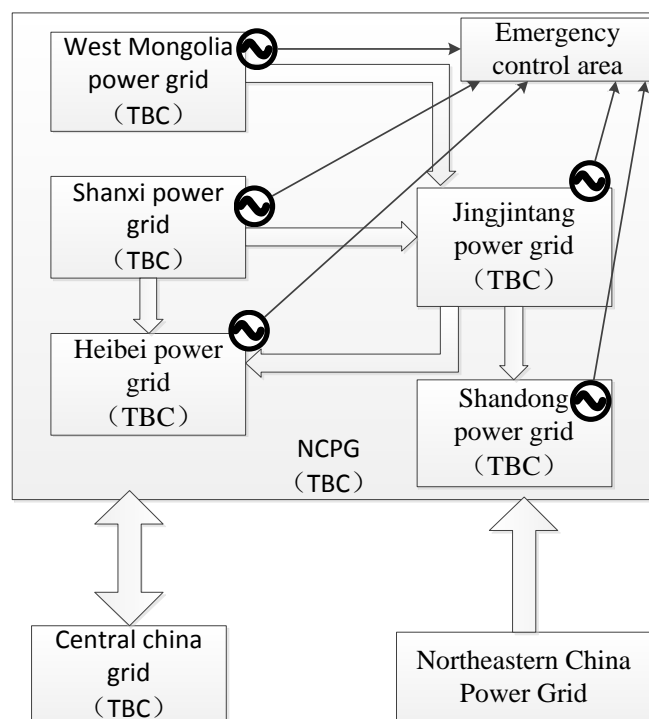 West Mongolia
power grid
（TBC）
Emergency
control area
Shanxi power
grid
（TBC）
Jingjintang
power grid
（TBC）
Heibei power
grid
（TBC）
Shandong
power grid
（TBC）
NCPG
（TBC）
Central china
grid
（TBC）
Northeastern China
Power Grid